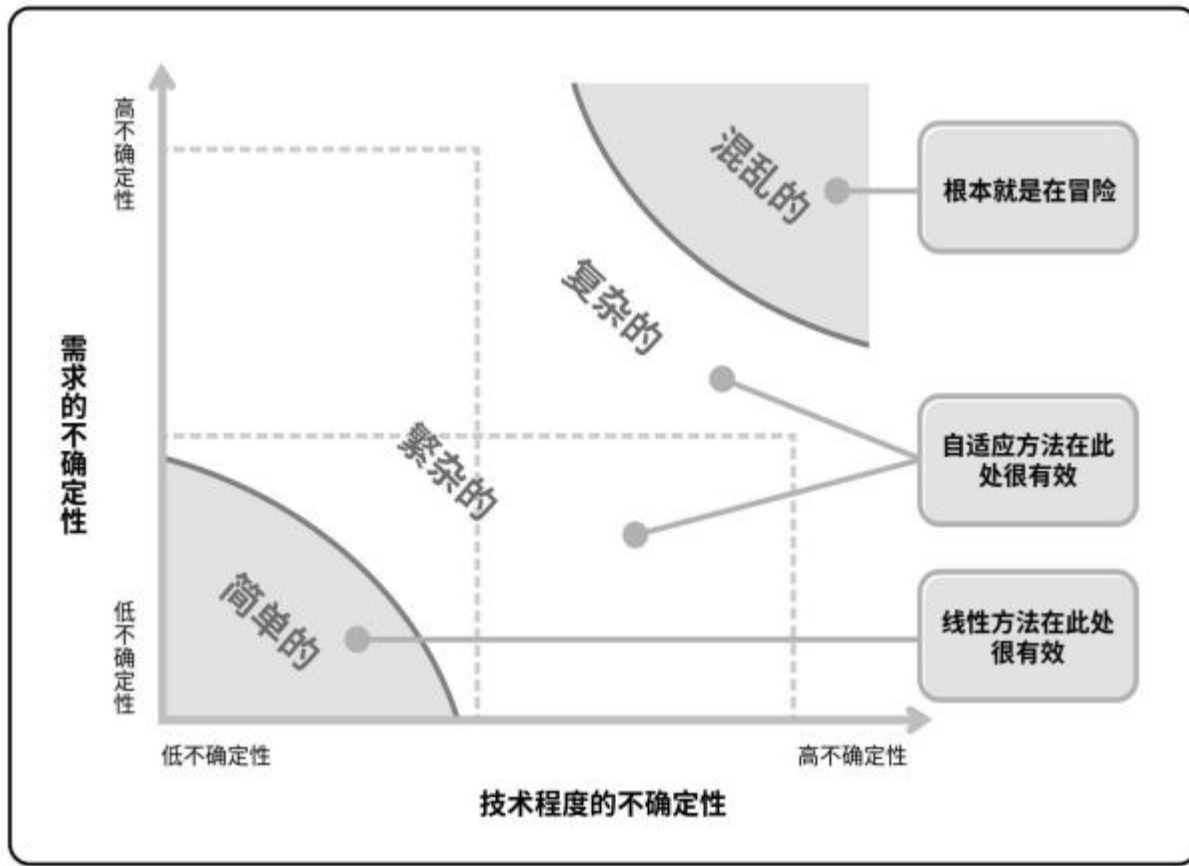 高不确定性
混乱的
根本就是在冒险
复杂的
需求的不确定性
自适应方法在此
处很有效
繁杂的
简单的
低不确定性
线性方法在此处
很有效
低不确定性
高不确定性
技术程度的不确定性